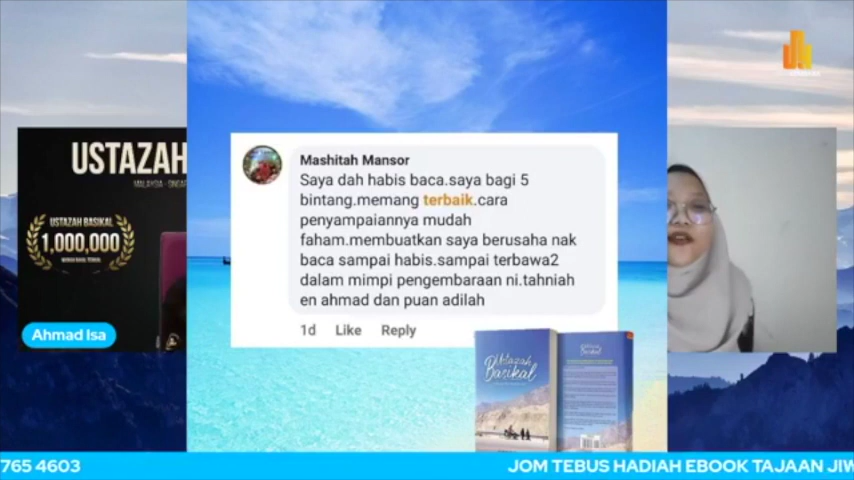 USTAZAH
MALAYSIA - SINGAP
USTAZAH BASIKAL
1,000,000
Ahmad Isa
Mashitah Mansor
Saya dah habis baca.saya bagi 5
bintang.memang terbaik.cara
penyampaiannya mudah
faham.membuatkan saya berusaha nak
baca sampai habis.sampai terbawa2
dalam mimpi pengembaraan ni.tahniah
en ahmad dan puan adilah
1d Like Reply
Ustazah
Basikal
765 4603
JOM TEBUS HADIAH EBOOK TAJAAN JIW